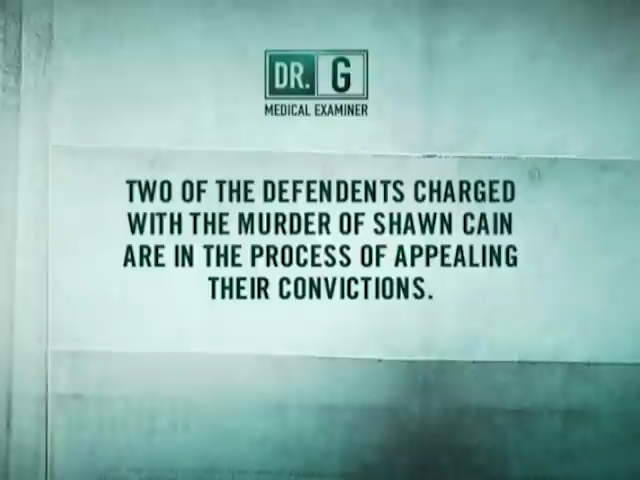 DR. G
MEDICAL EXAMINER
TWO OF THE DEFENDENTS CHARGED
WITH THE MURDER OF SHAWN CAIN
ARE IN THE PROCESS OF APPEALING
THEIR CONVICTIONS.